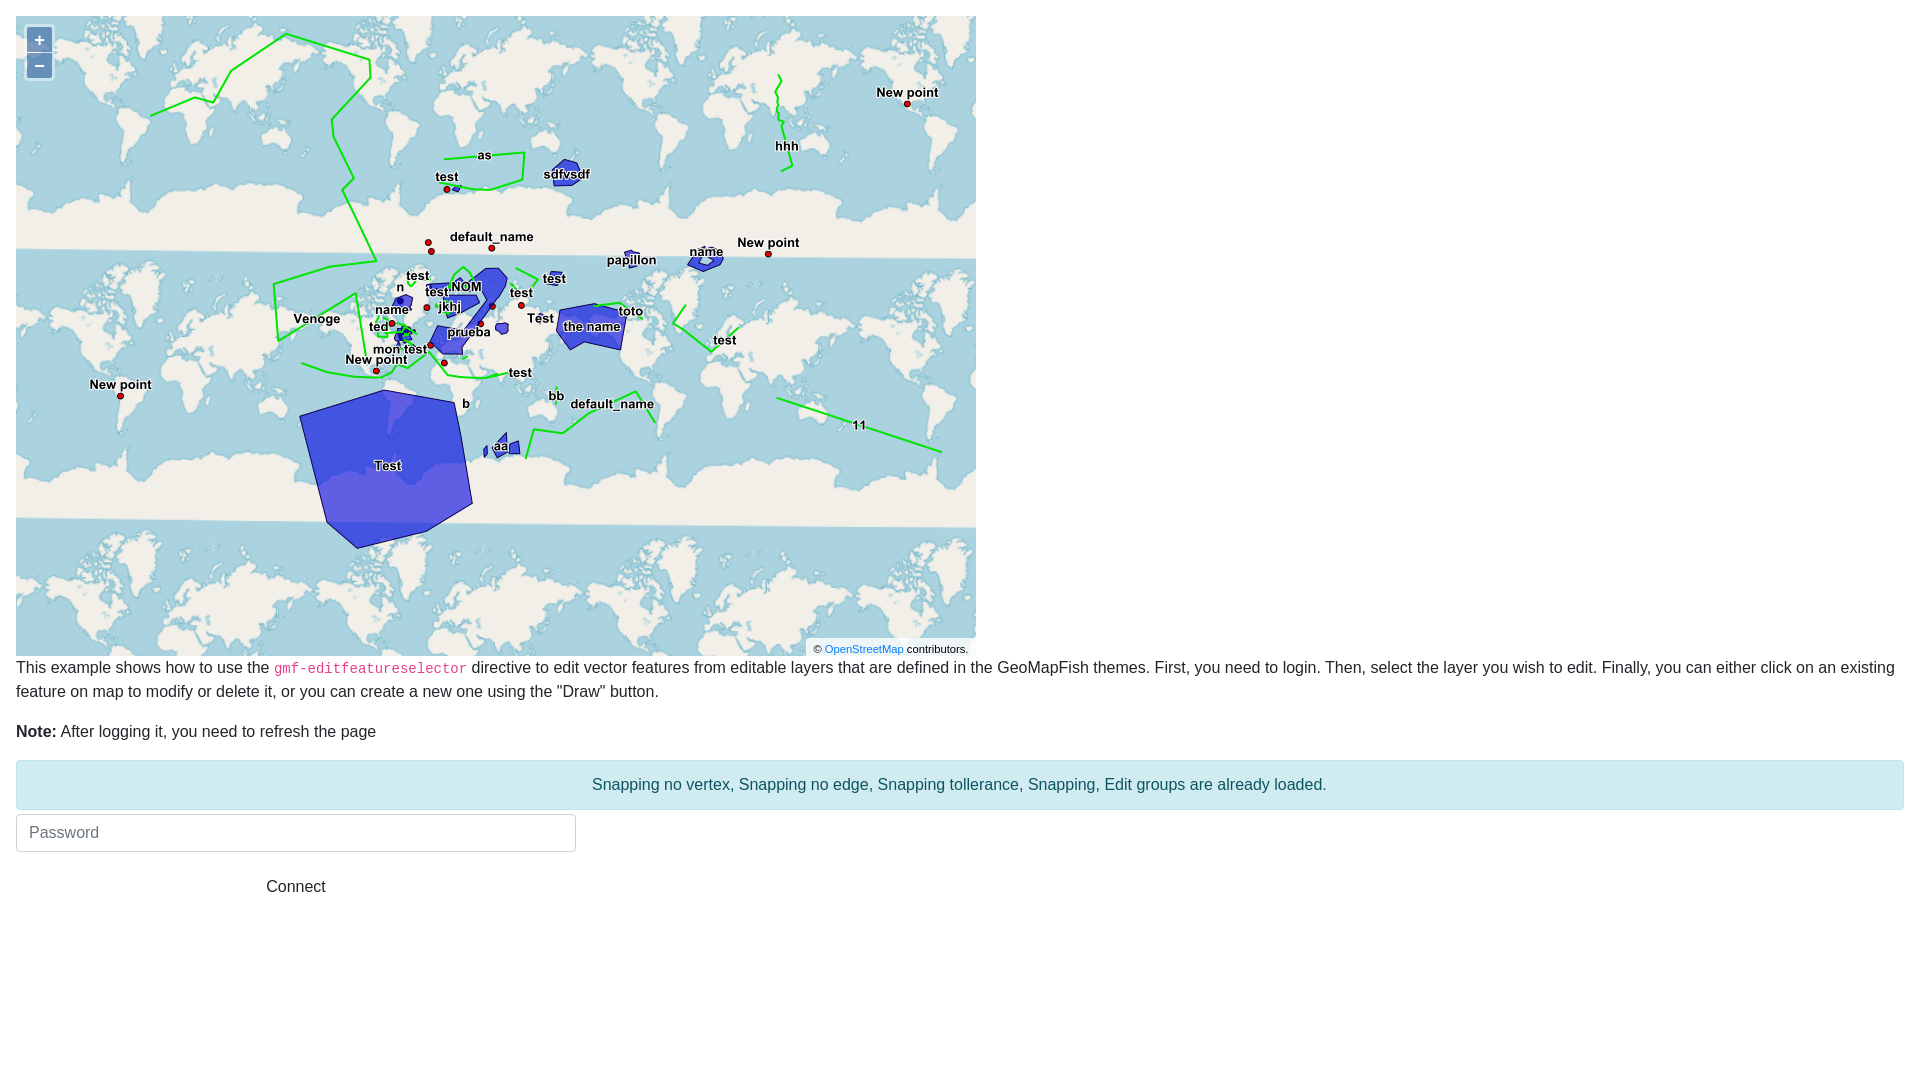 +
−
New point
as
hhh
test
sdfvsdf
default_name
New point
name
papillon
test
test
n
NOM
test
test
jkhj
name
toto
Venoge
Test
ted
the name
prueba
test
mon test
New point
test
New point
bb
b
default_name
11
aa
Test
© OpenStreetMap contributors.
This example shows how to use the gmf-editfeatureselector directive to edit vector features from editable layers that are defined in the GeoMapFish themes. First, you need to login. Then, select the layer you wish to edit. Finally, you can either click on an existing
feature on map to modify or delete it, or you can create a new one using the "Draw" button.
Note: After logging it, you need to refresh the page
Snapping no vertex, Snapping no edge, Snapping tollerance, Snapping, Edit groups are already loaded.
Password
Connect